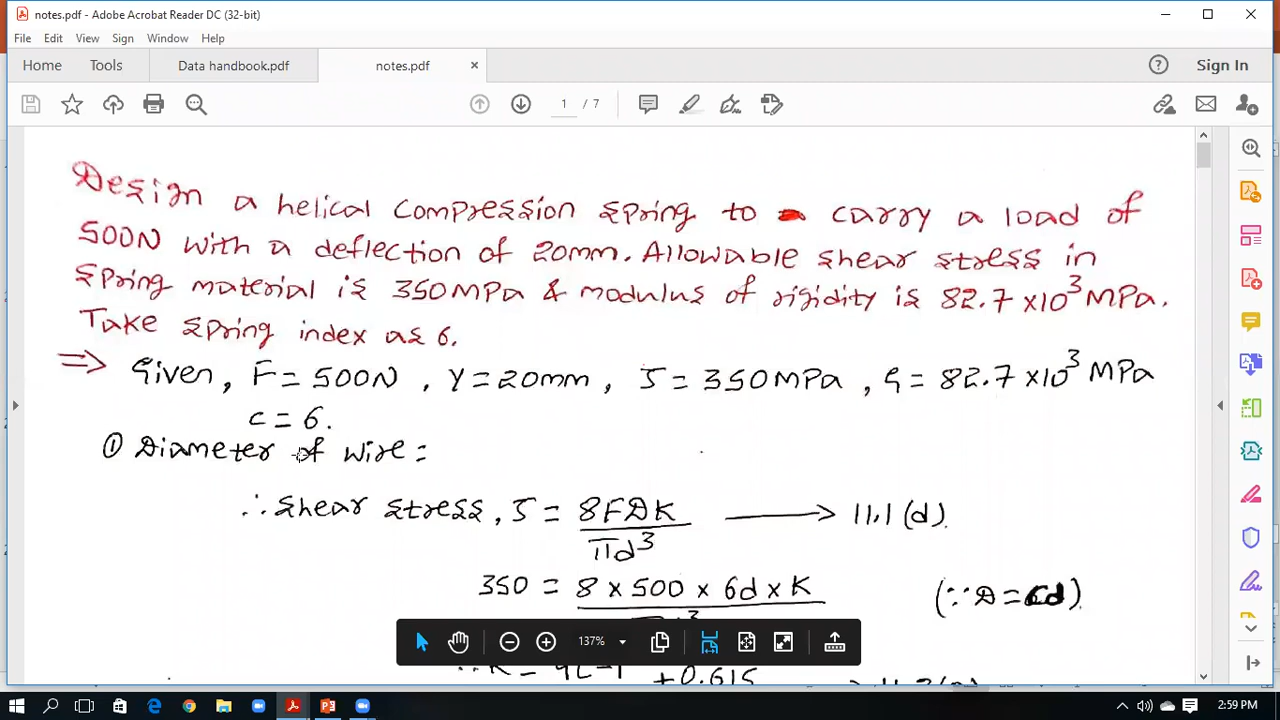 notes.pdf - Adobe Acrobat Reader DC (32-bit)
File Edit View Sign Window Help
Home Tools Data handbook.pdf notes.pdf × ? Sign In
1 / 7
Design a helical compression spring to carry a load of
500N with a deflection of 20mm. Allowable shear stress in
spring material is 350MPa & modulus of rigidity is 82.7 x10³ MPa.
Take spring index as 6.
⇒ Given, F = 500N, y = 20mm, τ = 350MPa, G = 82.7 x10³ MPa
c = 6.
① Diameter of wire =
∴ Shear stress, τ = 8FDK / πd³ → 11.1 (d).
350 = 8 x 500 x 6d x K (∵ D = 6d).
137%
+ 0.615
2:59 PM